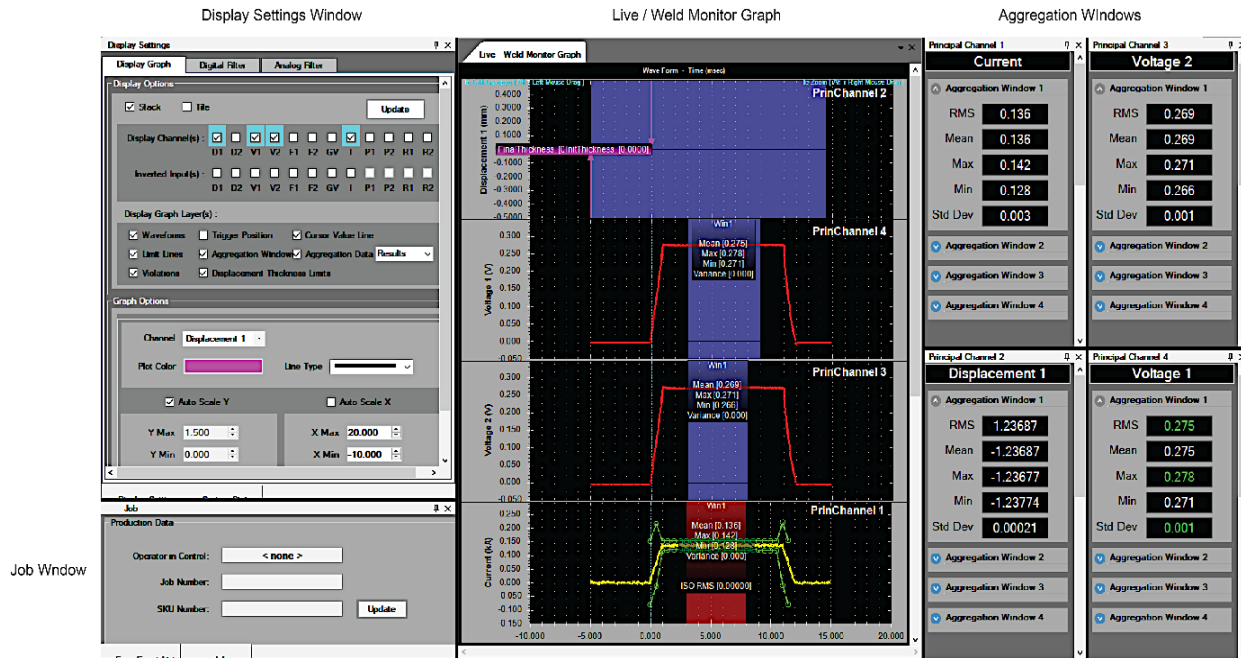 Display Settings Window
Live / Weld Monitor Graph
Aggregation WIndows
Display Settings
Display Graph
Digital Filter
Analog Filter
Display Options
Stack
Tile
Update
Display Channel(s) :
D1 D2 V1 V2 F1 F2 GV I P1 P2 R1 R2
Inverted Input(s) :
D1 D2 V1 V2 F1 F2 GV I P1 P2 R1 R2
Display Graph Layer(s) :
Waveforms
Trigger Position
Cursor Value Line
Limit Lines
Aggregation Window
Aggregation Data
Results
Violations
Displacement Thickness Limits
Graph Options
Channel
Displacement 1
Plot Color
Line Type
Auto Scale Y
Auto Scale X
Y Max 1.500
X Max 20.000
Y Min 0.000
X Min -10.000
Job Wndow
Job
Production Data
Operator in Control:
< none >
Job Number:
SKU Number:
Update
Live Weld Monitor Graph
Wave Form - Time (msec)
PrinChannel 2
Displacement 1 (mm)
0.4000
0.3000
0.2000
0.1000
-0.1000
-0.2000
-0.3000
-0.4000
-0.5000
PrinChannel 4
Voltage 1 (V)
0.300
0.250
0.200
0.150
0.100
0.050
0.000
-0.050
Win1
Mean [0.275]
Max [0.278]
Min [0.271]
Variance [0.000]
PrinChannel 3
Voltage 2 (V)
0.300
0.250
0.200
0.150
0.100
0.050
0.000
-0.050
Win1
Mean [0.269]
Max [0.271]
Min [0.266]
Variance [0.000]
PrinChannel 1
Current (kA)
0.250
0.200
0.150
0.100
0.050
0.000
0.050
-0.100
0.150
Win1
Mean [0.136]
Max [0.142]
Min [0.128]
Variance [0.000]
ISO RMS [0.00000]
-10.000 -5.000 0.000 5.000 10.000 15.000 20.000
Principal Channel 1
Current
Aggregation Window 1
RMS 0.136
Mean 0.136
Max 0.142
Min 0.128
Std Dev 0.003
Aggregation Window 2
Aggregation Window 3
Aggregation Window 4
Principal Channel 3
Voltage 2
Aggregation Window 1
RMS 0.269
Mean 0.269
Max 0.271
Min 0.266
Std Dev 0.001
Aggregation Window 2
Aggregation Window 3
Aggregation Window 4
Principal Channel 2
Displacement 1
Aggregation Window 1
RMS 1.23687
Mean -1.23687
Max -1.23677
Min -1.23774
Std Dev 0.00021
Aggregation Window 2
Aggregation Window 3
Aggregation Window 4
Principal Channel 4
Voltage 1
Aggregation Window 1
RMS 0.275
Mean 0.275
Max 0.278
Min 0.271
Std Dev 0.001
Aggregation Window 2
Aggregation Window 3
Aggregation Window 4